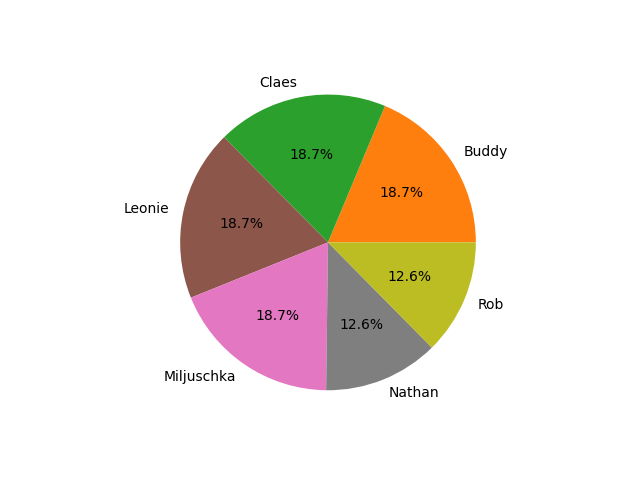 Claes
Buddy
18.7%
18.7%
Leonie
18.7%
12.6%
Rob
18.7%
12.6%
Miljuschka
Nathan